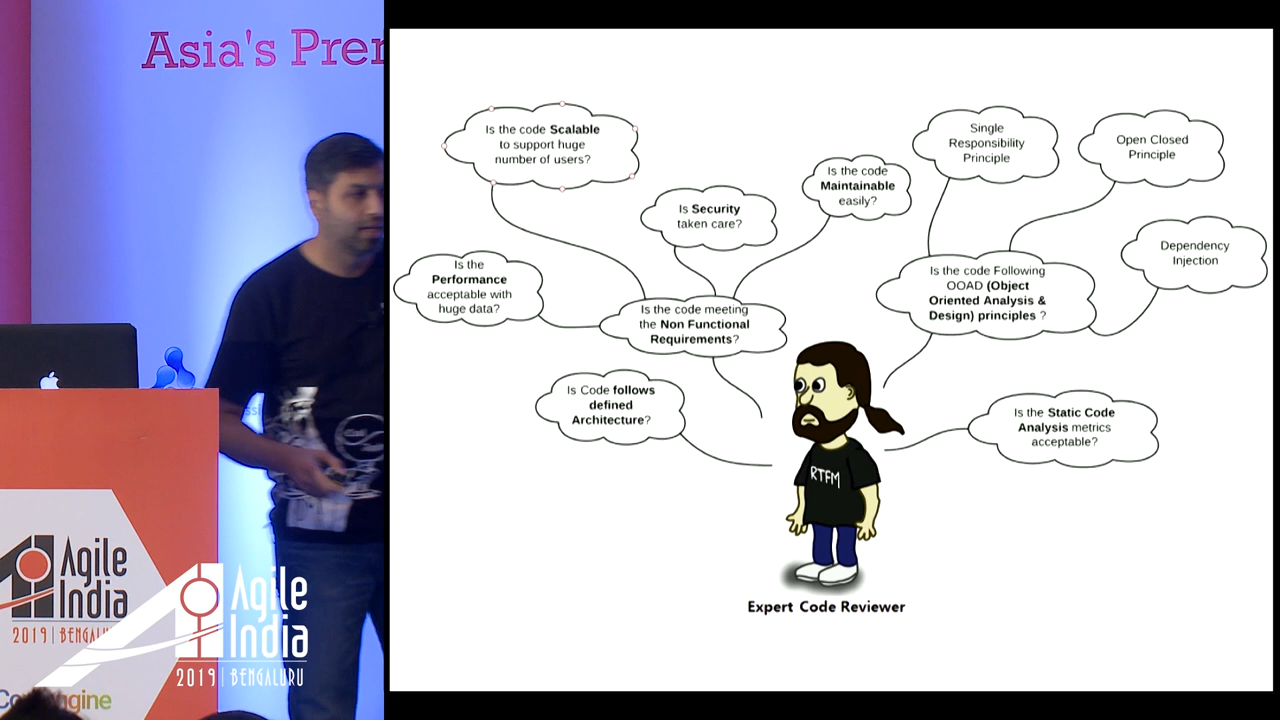 Asia's Prer
Is the code Scalable
to support huge
number of users?
Single
Responsibility
Principle
Open Closed
Principle
Is the code
Maintainable
easily?
Is Security
taken care?
Dependency
Injection
Is the
Performance
acceptable with
huge data?
Is the code Following
OOAD (Object
Oriented Analysis &
Design) principles ?
Is the code meeting
the Non Functional
Requirements?
Is Code follows
defined
Architecture?
Is the Static Code
Analysis metrics
acceptable?
RTFM
Expert Code Reviewer
Agile
India
2019 | BENGALU
Agile
India
2019 | BENGALURU